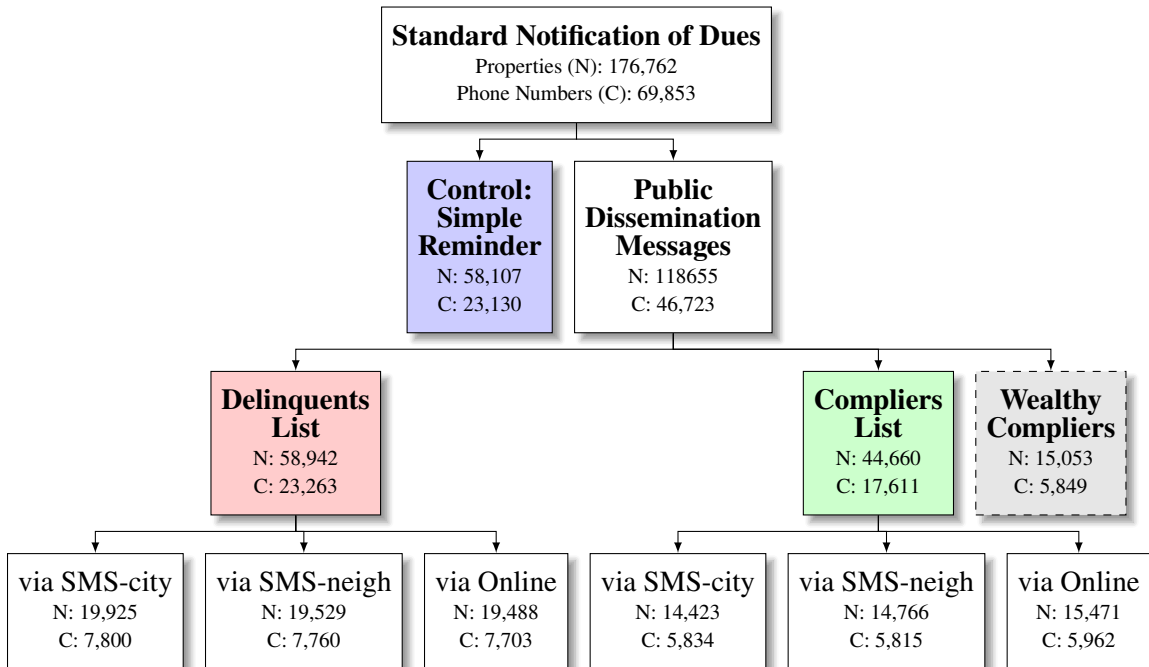 Standard Notification of Dues
Properties (N): 176,762
Phone Numbers (C): 69,853
Control:
Simple
Reminder
N: 58,107
C: 23,130
Public
Dissemination
Messages
N: 118655
C: 46,723
Delinquents
List
N: 58,942
C: 23,263
Compliers
List
N: 44,660
C: 17,611
Wealthy
Compliers
N: 15,053
C: 5,849
via SMS-city
N: 19,925
C: 7,800
via SMS-neigh
N: 19,529
C: 7,760
via Online
N: 19,488
C: 7,703
via SMS-city
N: 14,423
C: 5,834
via SMS-neigh
N: 14,766
C: 5,815
via Online
N: 15,471
C: 5,962